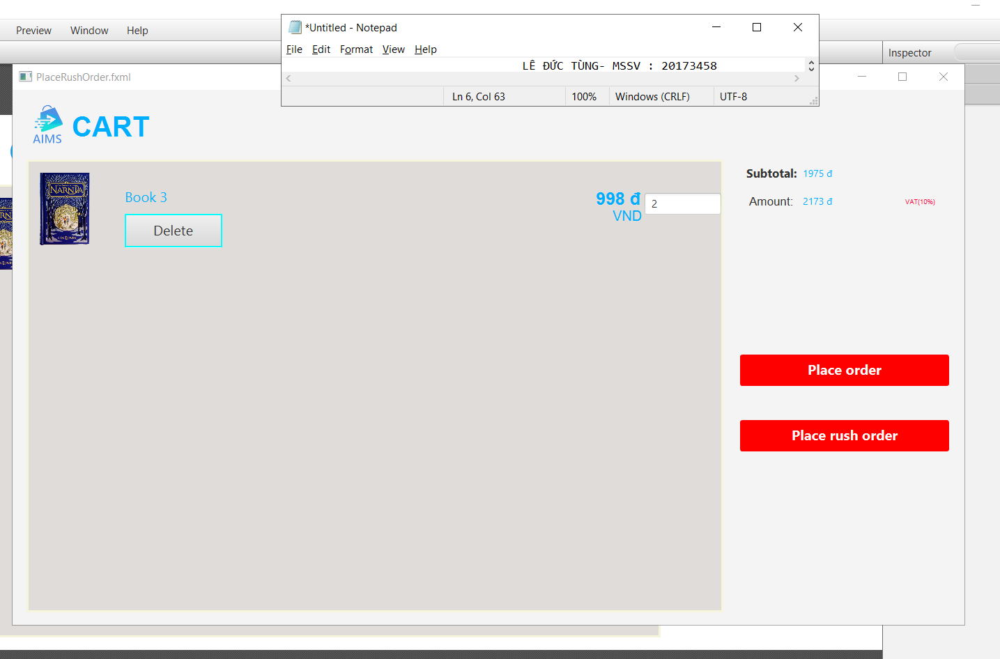 Preview Window Help
*Untitled - Notepad
File Edit Format View Help
LÊ ĐỨC TÙNG- MSSV : 20173458
Ln 6, Col 63 100% Windows (CRLF) UTF-8
Inspector
PlaceRushOrder.fxml
AIMS
CART
NARNIA
Book 3
Delete
998 đ
VND
2
Subtotal: 1975 đ
Amount: 2173 đ VAT(10%)
Place order
Place rush order